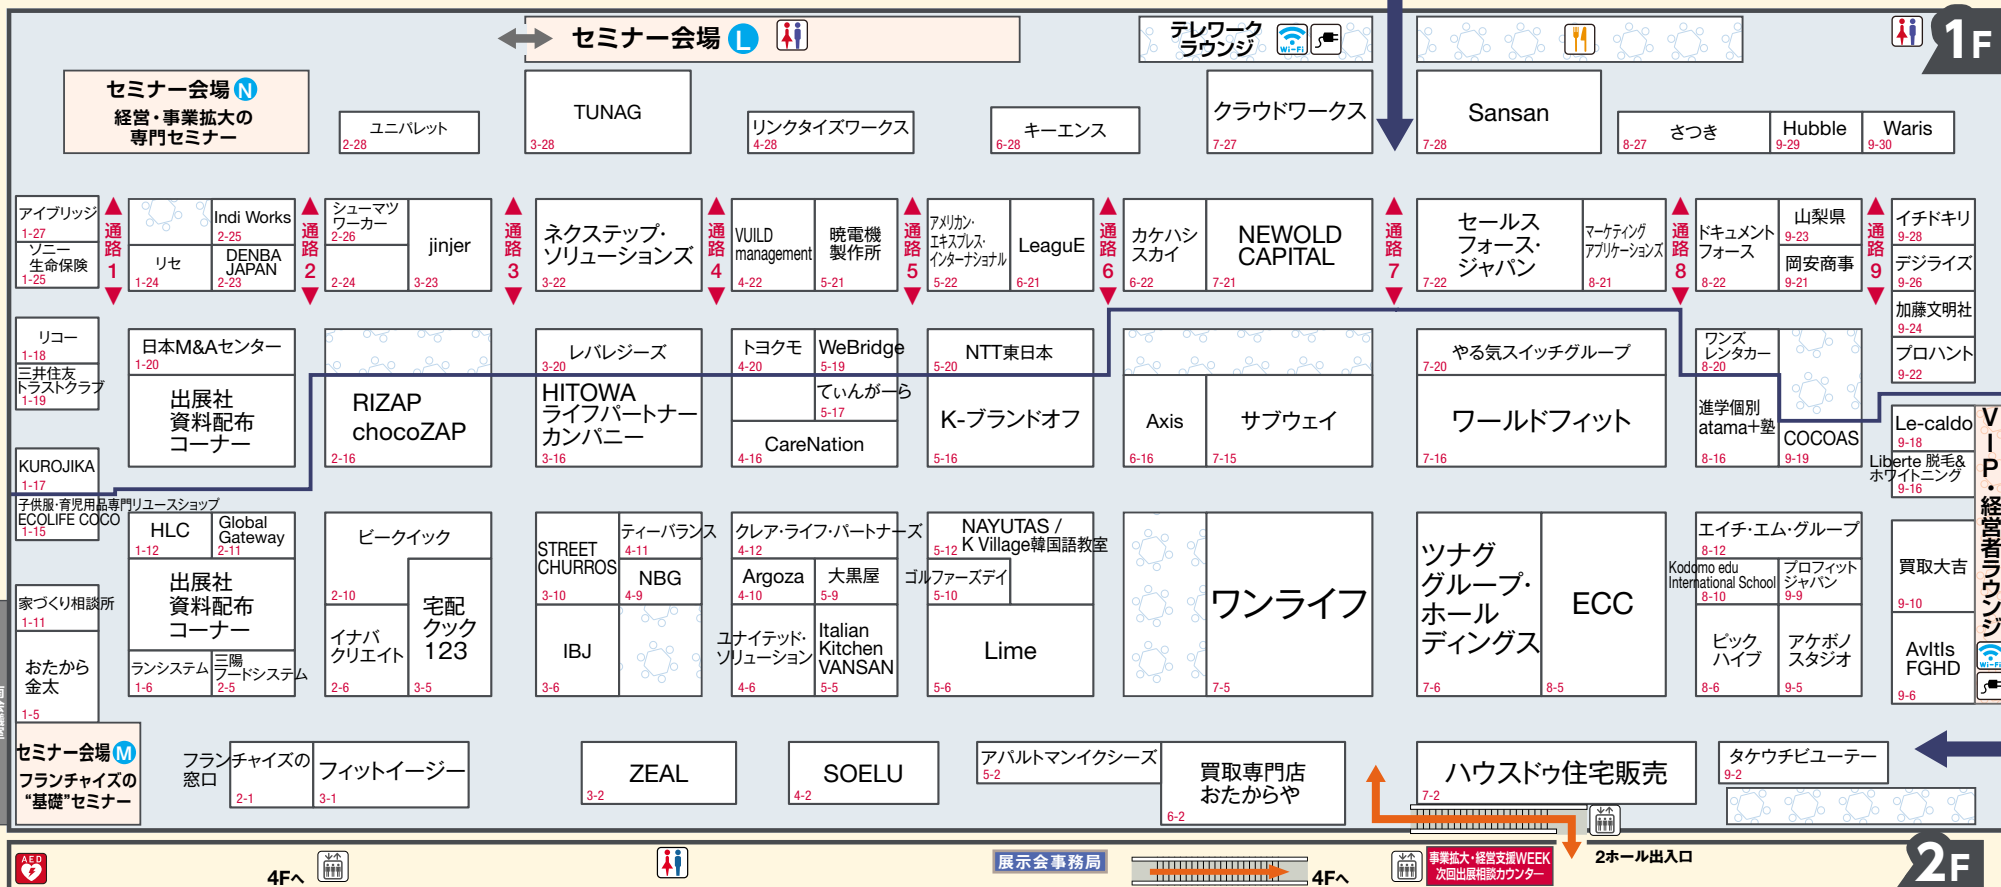 セミナー会場 L
テレワーク
ラウンジ
Wi-Fi
1F
セミナー会場 N
経営・事業拡大の
専門セミナー
ユニパレット
2-28
TUNAG
3-28
リンクタイズワークス
4-28
キーエンス
6-28
クラウドワークス
7-27
Sansan
7-28
さつき
8-27
Hubble
9-29
Waris
9-30
アイブリッジ
1-27
ソニー
生命保険
1-25
通路1
リセ
1-24
Indi Works
2-25
DENBA
JAPAN
2-23
通路2
シューマツ
ワーカー
2-26
2-24
jinjer
3-23
通路3
ネクステップ・
ソリューションズ
3-22
通路4
VUILD
management
4-22
暁電機
製作所
5-21
通路5
アメリカン・
エキスプレス・
インターナショナル
5-22
LeaguE
6-21
通路6
カケハシ
スカイ
6-22
NEWOLD
CAPITAL
7-21
通路7
セールス
フォース・
ジャパン
7-22
マーケティング
アプリケーションズ
8-21
通路8
ドキュメント
フォース
8-22
山梨県
9-23
岡安商事
9-21
通路9
イチドキリ
9-28
デジライズ
9-26
加藤文明社
9-24
プロハント
9-22
リコー
1-18
三井住友
トラストクラブ
1-19
日本M&Aセンター
1-20
出展社
資料配布
コーナー
RIZAP
chocoZAP
2-16
レバレジーズ
3-20
HITOWA
ライフパートナー
カンパニー
3-16
トヨクモ
4-20
WeBridge
5-19
てぃんがーら
5-17
CareNation
4-16
NTT東日本
5-20
K-ブランドオフ
5-16
Axis
6-16
サブウェイ
7-15
やる気スイッチグループ
7-20
ワールドフィット
7-16
ワンズ
レンタカー
8-20
進学個別
atama+塾
8-16
COCOAS
9-19
Le-caldo
9-18
Liberte 脱毛&
ホワイトニング
9-16
VIP・経営者ラウンジ
Wi-Fi
KUROJIKA
1-17
子供服・育児用品専門リユースショップ
ECOLIFE COCO
1-15
HLC
1-12
Global
Gateway
2-11
出展社
資料配布
コーナー
ランシステム
1-6
三陽
フードシステム
2-5
ビークイック
2-10
イナバ
クリエイト
2-6
宅配
クック
123
3-5
STREET
CHURROS
3-10
ティーバランス
4-11
NBG
4-9
IBJ
3-6
クレア・ライフ・パートナーズ
4-12
Argoza
4-10
大黒屋
5-9
ユナイテッド・
ソリューション
4-6
Italian
Kitchen
VANSAN
5-5
NAYUTAS /
K Village韓国語教室
5-12
ゴルファーズデイ
5-10
Lime
5-6
ワンライフ
7-5
ツナグ
グループ・
ホール
ディングス
7-6
ECC
8-5
エイチ・エム・グループ
8-12
Kodomo edu
International School
8-10
プロフィット
ジャパン
9-9
ピック
ハイブ
8-6
アケボノ
スタジオ
9-5
買取大吉
9-10
AvItIs
FGHD
9-6
家づくり相談所
1-11
おたから
金太
1-5
セミナー会場 M
フランチャイズの
“基礎”セミナー
フランチャイズの
窓口
2-1
フィットイージー
3-1
ZEAL
3-2
SOELU
4-2
アパルトマンイクシーズ
5-2
買取専門店
おたからや
6-2
ハウスドゥ住宅販売
7-2
タケウチビユーテー
9-2
AED
4Fへ
展示会事務局
4Fへ
事業拡大・経営支援WEEK
次回出展相談カウンター
2ホール出入口
2F